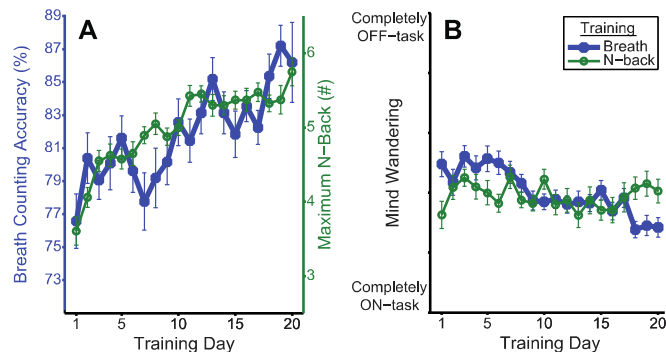 A
Breath Counting Accuracy (%)
89
87
85
83
81
79
77
75
73
6
5
4
3
Maximum N-Back (#)
1
5
10
15
20
Training Day
B
Completely
OFF-task
Mind Wandering
Completely
ON-task
Training
Breath
N-back
1
5
10
15
20
Training Day